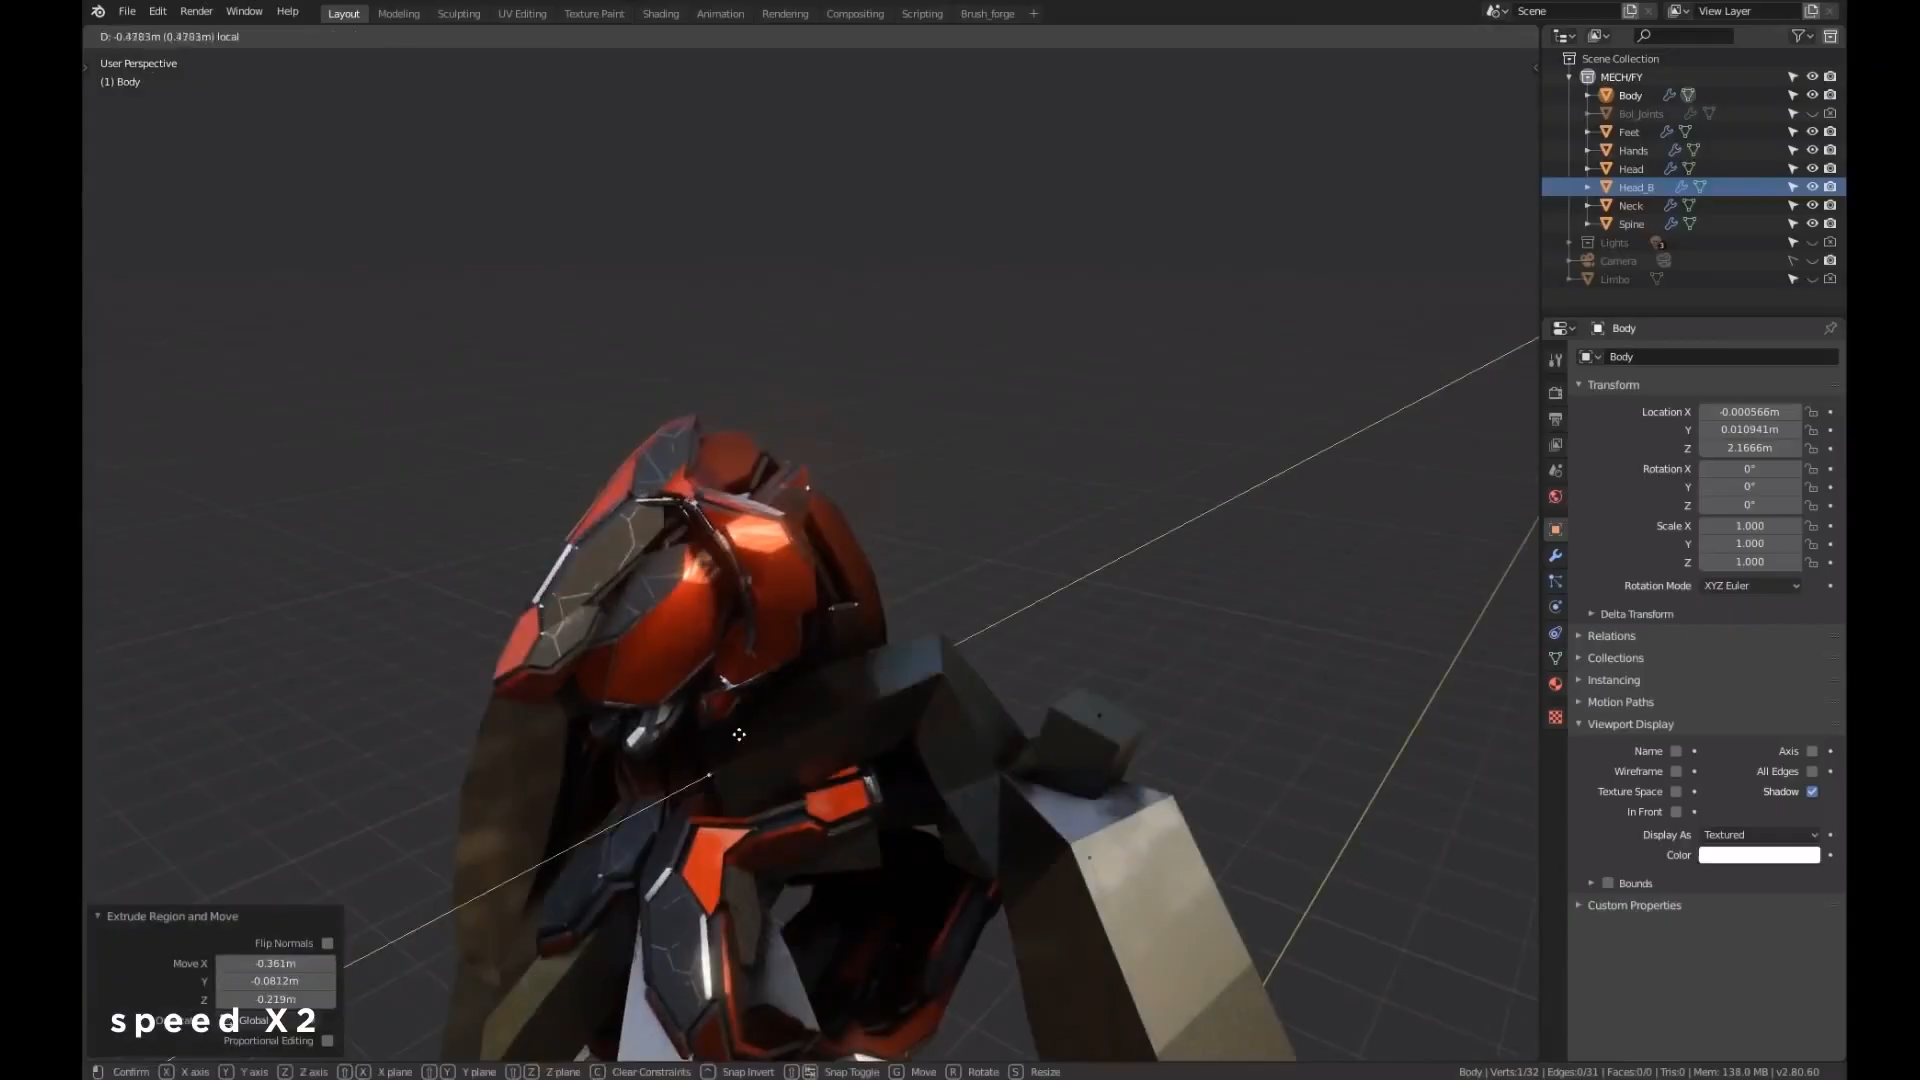 File Edit Render Window Help
Layout Modeling Sculpting UV Editing Texture Paint Shading Animation Rendering Compositing Scripting Brush_forge +
Scene
View Layer
D: -0.4783m (0.4783m) local
User Perspective
(1) Body
Scene Collection
MECH/FY
Body
Bol_Joints
Feet
Hands
Head
Head_B
Neck
Spine
Lights 3
Camera
Limbo
Body
Body
Transform
Location X -0.000566m
Y 0.010941m
Z 2.1666m
Rotation X 0°
Y 0°
Z 0°
Scale X 1.000
Y 1.000
Z 1.000
Rotation Mode XYZ Euler
Delta Transform
Relations
Collections
Instancing
Motion Paths
Viewport Display
Name Axis
Wireframe All Edges
Texture Space Shadow
In Front
Display As Textured
Color
Bounds
Custom Properties
Extrude Region and Move
Flip Normals
Move X -0.361m
Y -0.0812m
Z -0.219m
Global
speed X2
Proportional Editing
Confirm X X axis Y Y axis Z Z axis X X plane Y Y plane Z Z plane C Clear Constraints Snap Invert Snap Toggle G Move R Rotate S Resize
Body | Verts:1/32 | Edges:0/31 | Faces:0/0 | Tris:0 | Mem: 138.0 MB | v2.80.60